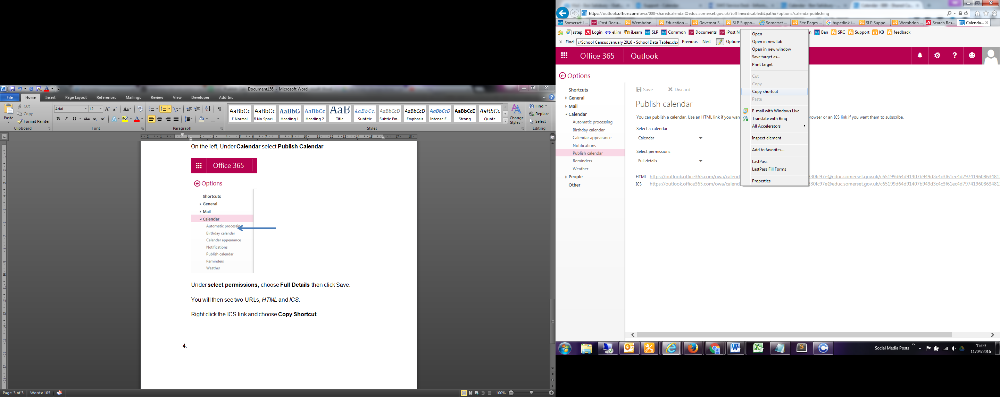 Document156 - Microsoft Word
File Home Insert Page Layout References Mailings Review View Developer Add-Ins
Paste
Cut
Copy
Format Painter
Clipboard
Arial 12
Font
Paragraph
AaBbCc AaBbCc AaBbC AaBbCc AaB AaBbCc. AaBbCcD AaBbCcD AaBbCcD AaBbCcD AaBbCc
¶ Normal ¶ No Spaci... Heading 1 Heading 2 Title Subtitle Subtle Em... Emphasis Intense E... Strong Quote
Change Styles
Styles
Find
Replace
Select
Editing
On the left, Under Calendar select Publish Calendar
Office 365
Options
Shortcuts
General
Mail
Calendar
Automatic processing
Birthday calendar
Calendar appearance
Notifications
Publish calendar
Reminders
Weather
Under select permissions, choose Full Details then click Save.
You will then see two URLs, HTML and ICS.
Right click the ICS link and choose Copy Shortcut
4.
Page: 3 of 3 Words: 105
100%
https://outlook.office.com/owa/000-sharedcalendar@educ.somerset.gov.uk/?offline=disabled&path=/options/calendarpublishing
Somerset L... iPost Docu... Wembdon ... Education ... Governor S... SLP Suppo... Somerset ... Site Pages ... hyperlink i... SLP Suppo... Wembdon ... Search Res... Calenda...
sstep Login el.im iLearn SLP Common Documents iPost Ne Ben SRC Support KB feedback
x Find: s/School Census January 2016 - School Data Tables.xlsx Previous Next Options
Office 365 Outlook
Options
Shortcuts
General
Mail
Calendar
Automatic processing
Birthday calendar
Calendar appearance
Notifications
Publish calendar
Reminders
Weather
People
Other
Save Discard
Publish calendar
You can publish a calendar. Use an HTML link if you want browser or an ICS link if you want them to subscribe.
Select a calendar
Calendar
Select permissions
Full details
HTML https://outlook.office365.com/owa/calend 330fc97e@educ.somerset.gov.uk/c65199d64d91407b949d3c4c3f61ec4d797419608634812
ICS https://outlook.office365.com/owa/calend 330fc97e@educ.somerset.gov.uk/c65199d64d91407b949d3c4c3f61ec4d797419608634812
Open
Open in new tab
Open in new window
Save target as...
Print target
Cut
Copy
Copy shortcut
Paste
E-mail with Windows Live
Translate with Bing
All Accelerators
Inspect element
Add to favorites...
LastPass
LastPass Fill Forms
Properties
Social Media Posts
15:09
11/04/2016